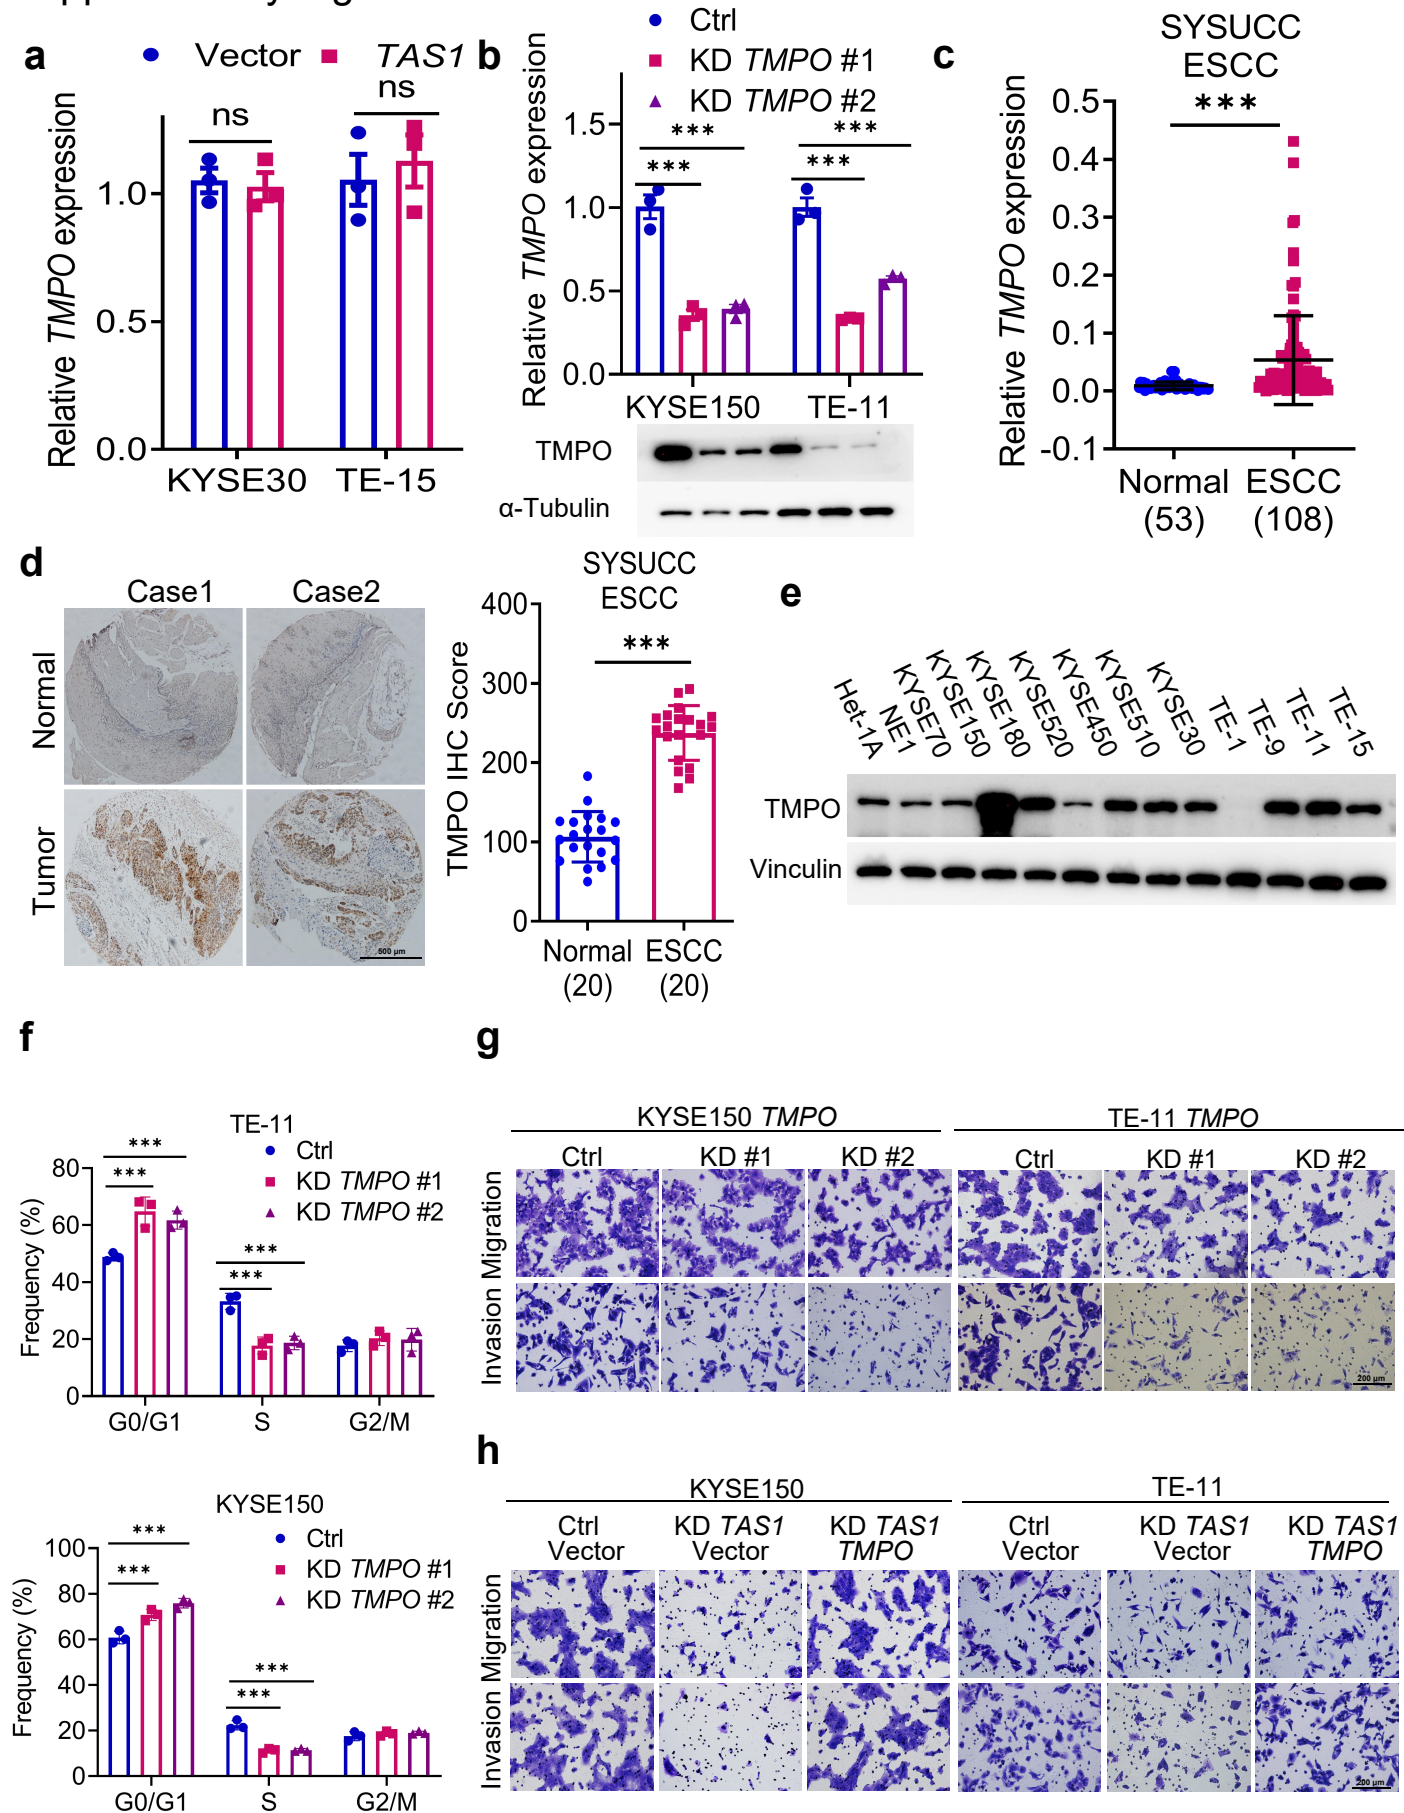 a
Vector
TAS1
ns
ns
Relative TMPO expression
1.0
0.5
0.0
KYSE30
TE-15
b
Ctrl
KD TMPO #1
KD TMPO #2
Relative TMPO expression
1.5
1.0
0.5
0.0
***
***
***
***
KYSE150
TE-11
TMPO
α-Tubulin
c
SYSUCC
ESCC
***
Relative TMPO expression
0.5
0.4
0.3
0.2
0.1
0.0
-0.1
Normal
(53)
ESCC
(108)
d
Case1
Case2
Normal
Tumor
500 μm
SYSUCC
ESCC
***
TMPO IHC Score
400
300
200
100
0
Normal
(20)
ESCC
(20)
e
Het-1A
NE1
KYSE70
KYSE150
KYSE180
KYSE520
KYSE450
KYSE510
KYSE30
TE-1
TE-9
TE-11
TE-15
TMPO
Vinculin
f
TE-11
Ctrl
KD TMPO #1
KD TMPO #2
***
***
***
***
Frequency (%)
80
60
40
20
0
G0/G1
S
G2/M
KYSE150
Ctrl
KD TMPO #1
KD TMPO #2
***
***
***
***
Frequency (%)
100
80
60
40
20
0
G0/G1
S
G2/M
g
KYSE150 TMPO
TE-11 TMPO
Ctrl
KD #1
KD #2
Ctrl
KD #1
KD #2
Migration
Invasion
200 μm
h
KYSE150
TE-11
Ctrl
Vector
KD TAS1
Vector
KD TAS1
TMPO
Ctrl
Vector
KD TAS1
Vector
KD TAS1
TMPO
Migration
Invasion
200 μm